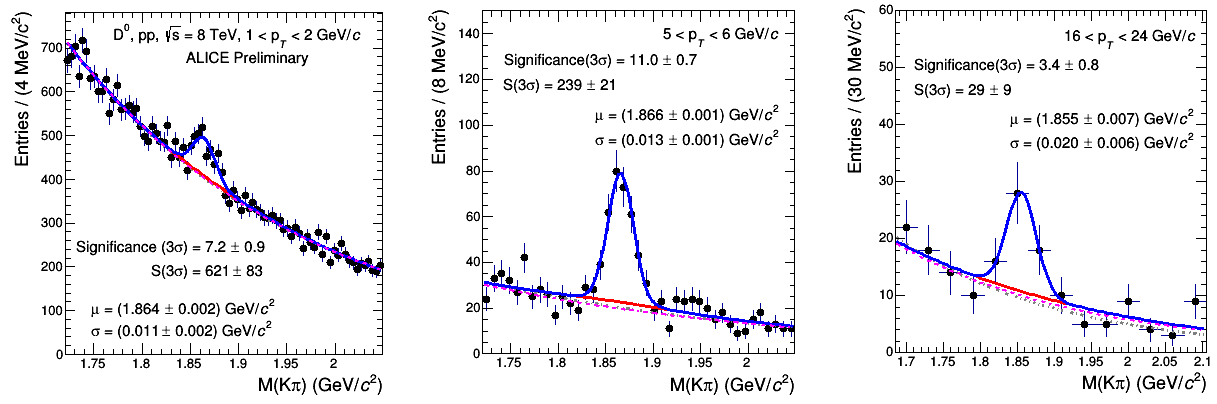 D⁰, pp, √s = 8 TeV, 1 < p_T < 2 GeV/c
ALICE Preliminary
Entries / (4 MeV/c²)
700
600
500
400
300
200
100
0
Significance (3σ) = 7.2 ± 0.9
S(3σ) = 621 ± 83
μ = (1.864 ± 0.002) GeV/c²
σ = (0.011 ± 0.002) GeV/c²
1.75 1.8 1.85 1.9 1.95 2
M(Kπ) (GeV/c²)
5 < p_T < 6 GeV/c
Entries / (8 MeV/c²)
140
120
100
80
60
40
20
0
Significance(3σ) = 11.0 ± 0.7
S(3σ) = 239 ± 21
μ = (1.866 ± 0.001) GeV/c²
σ = (0.013 ± 0.001) GeV/c²
1.75 1.8 1.85 1.9 1.95 2
M(Kπ) (GeV/c²)
16 < p_T < 24 GeV/c
Entries / (30 MeV/c²)
60
50
40
30
20
10
0
Significance(3σ) = 3.4 ± 0.8
S(3σ) = 29 ± 9
μ = (1.855 ± 0.007) GeV/c²
σ = (0.020 ± 0.006) GeV/c²
1.7 1.75 1.8 1.85 1.9 1.95 2 2.05 2.1
M(Kπ) (GeV/c²)